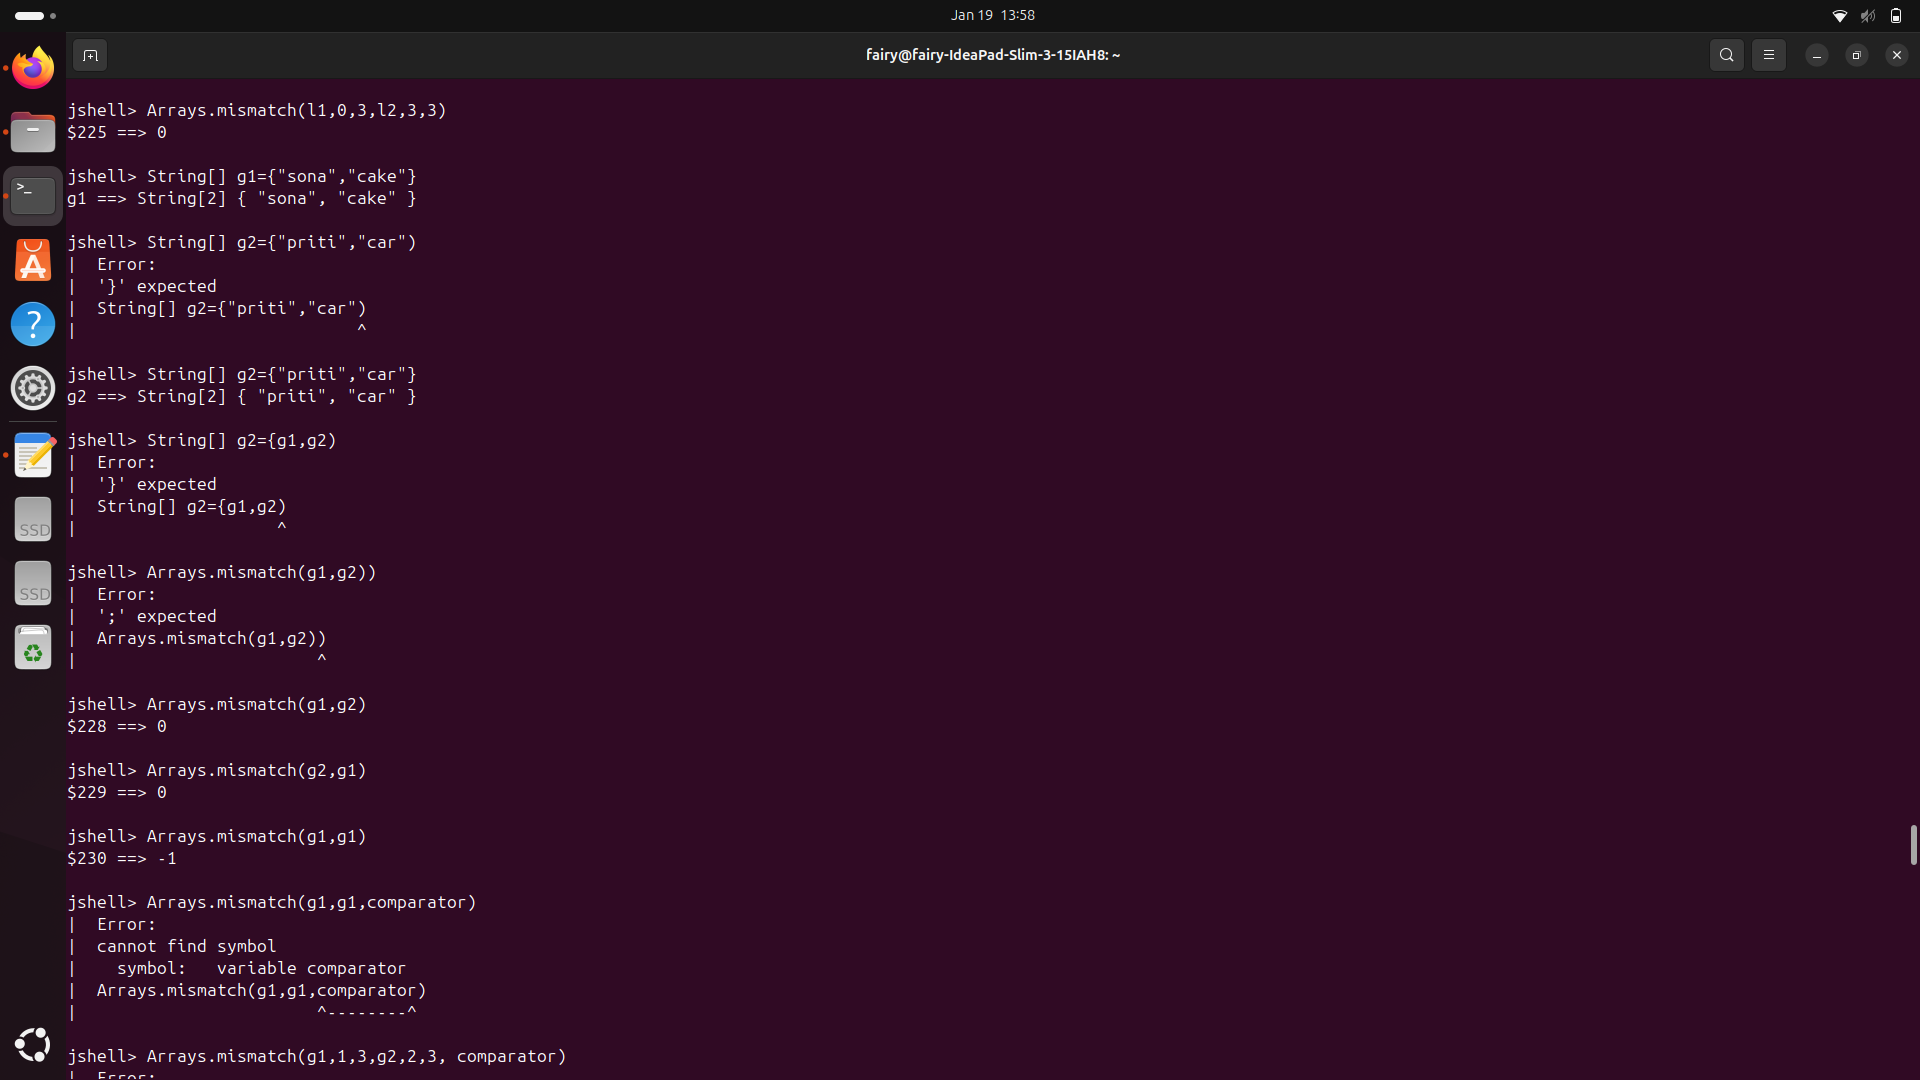 Jan 19 13:58
fairy@fairy-IdeaPad-Slim-3-15IAH8: ~
jshell> Arrays.mismatch(l1,0,3,l2,3,3)
$225 ==> 0
jshell> String[] g1={"sona","cake"}
g1 ==> String[2] { "sona", "cake" }
jshell> String[] g2={"priti","car")
|  Error:
|  '}' expected
|  String[] g2={"priti","car")
|                            ^
jshell> String[] g2={"priti","car"}
g2 ==> String[2] { "priti", "car" }
jshell> String[] g2={g1,g2)
|  Error:
|  '}' expected
|  String[] g2={g1,g2)
|                    ^
jshell> Arrays.mismatch(g1,g2))
|  Error:
|  ';' expected
|  Arrays.mismatch(g1,g2))
|                        ^
jshell> Arrays.mismatch(g1,g2)
$228 ==> 0
jshell> Arrays.mismatch(g2,g1)
$229 ==> 0
jshell> Arrays.mismatch(g1,g1)
$230 ==> -1
jshell> Arrays.mismatch(g1,g1,comparator)
|  Error:
|  cannot find symbol
|    symbol:   variable comparator
|  Arrays.mismatch(g1,g1,comparator)
|                        ^--------^
jshell> Arrays.mismatch(g1,1,3,g2,2,3, comparator)
|  Error:
>_
A
?
SSD
SSD